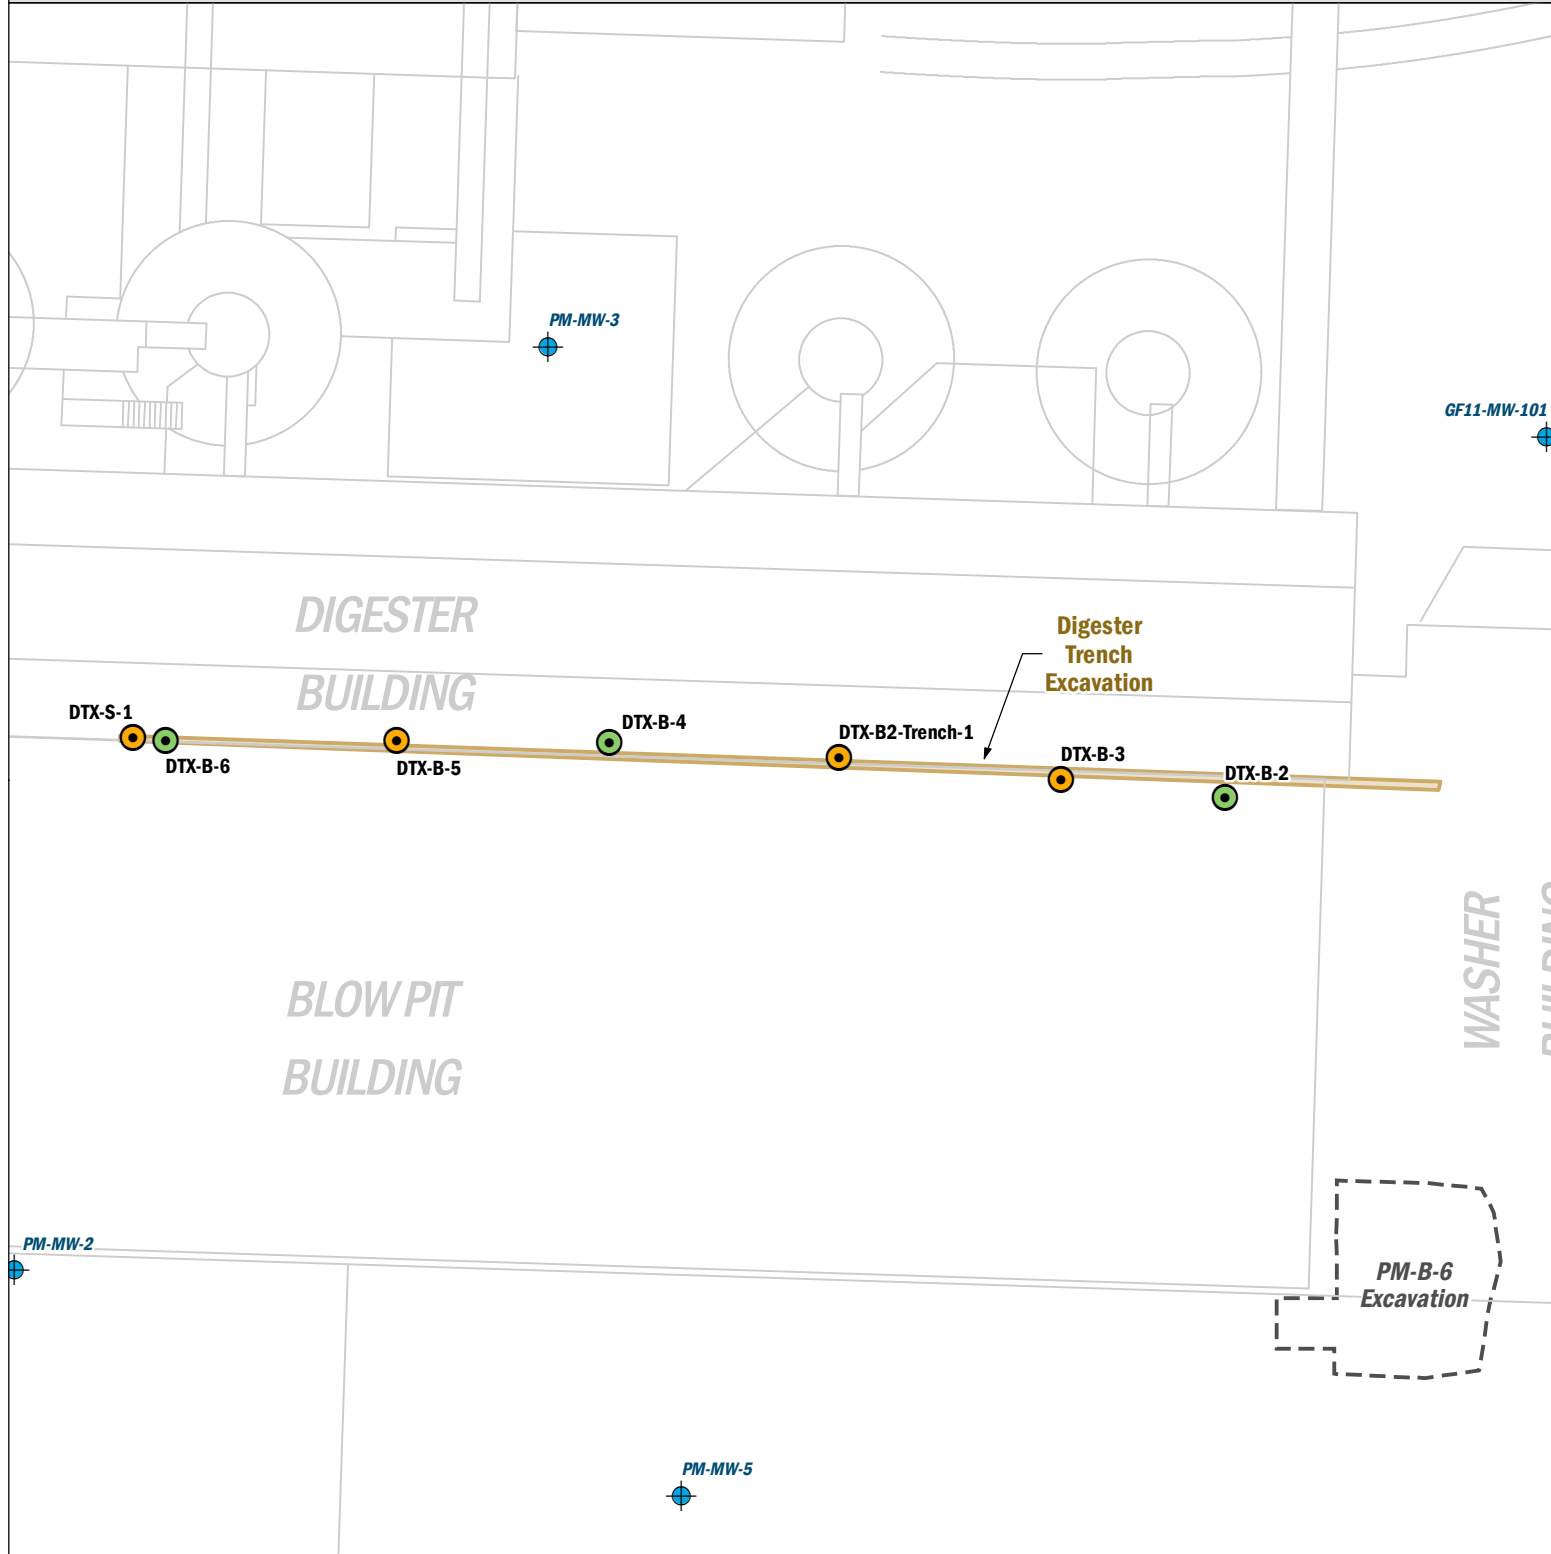 PM-MW-3
GF11-MW-101
DIGESTER
BUILDING
Digester
Trench
Excavation
DTX-S-1
DTX-B-6
DTX-B-5
DTX-B-4
DTX-B2-Trench-1
DTX-B-3
DTX-B-2
WASHER
BUILDING
BLOW PIT
BUILDING
PM-MW-2
PM-B-6
Excavation
PM-MW-5